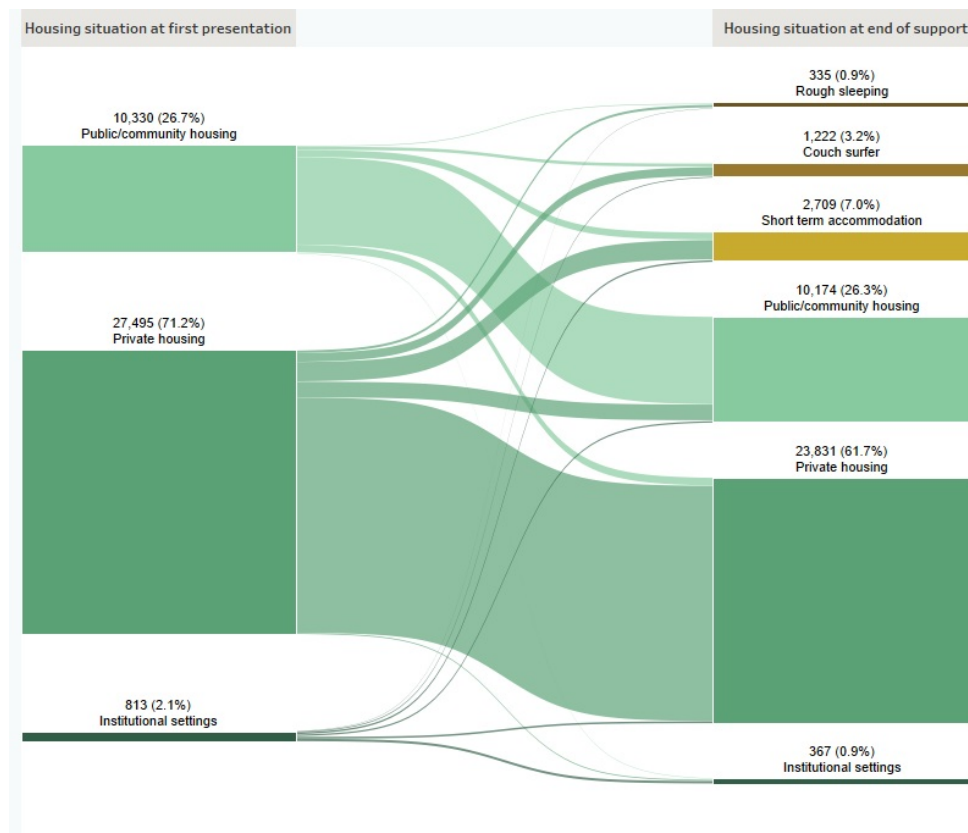 Housing situation at first presentation
Housing situation at end of support
10,330 (26.7%)
Public/community housing
27,495 (71.2%)
Private housing
813 (2.1%)
Institutional settings
335 (0.9%)
Rough sleeping
1,222 (3.2%)
Couch surfer
2,709 (7.0%)
Short term accommodation
10,174 (26.3%)
Public/community housing
23,831 (61.7%)
Private housing
367 (0.9%)
Institutional settings